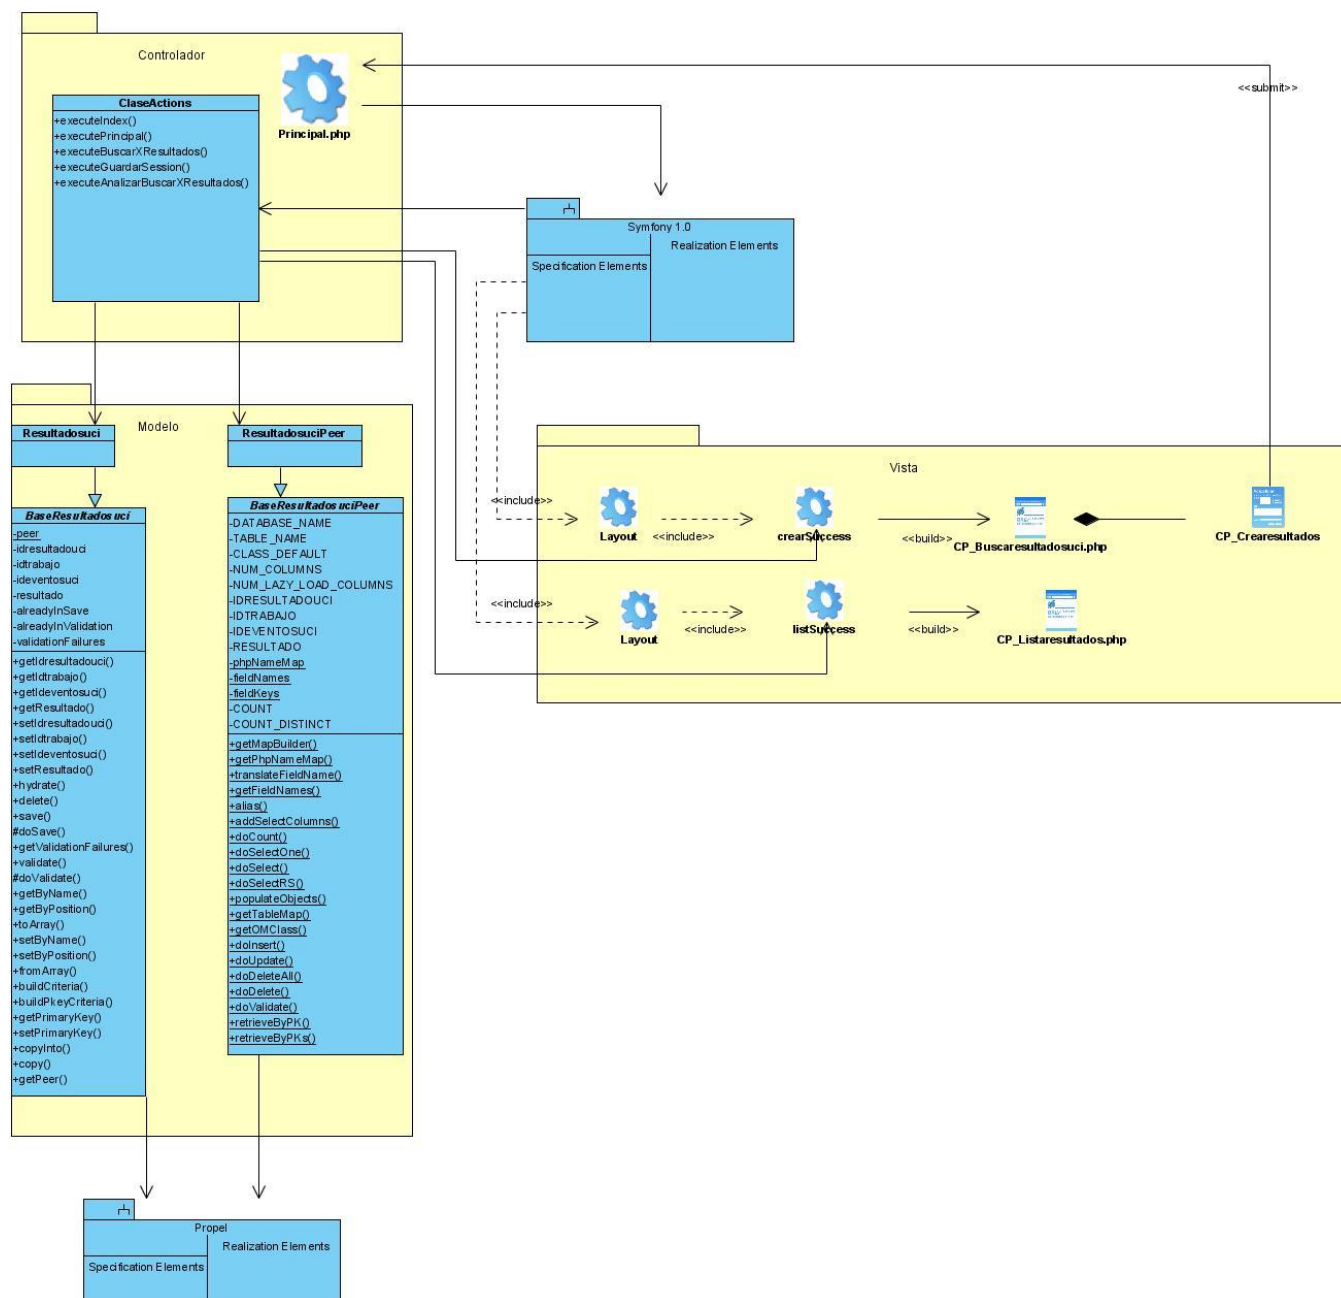 Controlador
ClaseActions
+executeIndex()
+executePrincipal()
+executeBuscarXResultados()
+executeGuardarSession()
+executeAnalizarBuscarXResultados()
Principal.php
<<submit>>
Symfony 1.0
Specification Elements
Realization Elements
Modelo
Resultadosuci
ResultadosuciPeer
BaseResultadosuci
-peer
-idresultadouci
-idtrabajo
-ideventosuci
-resultado
-alreadyInSave
-alreadyInValidation
-validationFailures
+getIdresultadouci()
+getIdtrabajo()
+getIdeventosuci()
+getResultado()
+setIdresultadouci()
+setIdtrabajo()
+setIdeventosuci()
+setResultado()
+hydrate()
+delete()
+save()
#doSave()
+getValidationFailures()
+validate()
#doValidate()
+getByName()
+getByPosition()
+toArray()
+setByName()
+setByPosition()
+fromArray()
+buildCriteria()
+buildPkeyCriteria()
+getPrimaryKey()
+setPrimaryKey()
+copyInto()
+copy()
+getPeer()
BaseResultadosuciPeer
-DATABASE_NAME
-TABLE_NAME
-CLASS_DEFAULT
-NUM_COLUMNS
-NUM_LAZY_LOAD_COLUMNS
-IDRESULTADOUCI
-IDTRABAJO
-IDEVENTOSUCI
-RESULTADO
-phpNameMap
-fieldNames
-fieldKeys
-COUNT
-COUNT_DISTINCT
+getMapBuilder()
+getPhpNameMap()
+translateFieldName()
+getFieldNames()
+alias()
+addSelectColumns()
+doCount()
+doSelectOne()
+doSelect()
+doSelectRS()
+populateObjects()
+getTableMap()
+getOMClass()
+doInsert()
+doUpdate()
+doDeleteAll()
+doDelete()
+doValidate()
+retrieveByPK()
+retrieveByPKs()
Vista
<<include>>
Layout
<<include>>
crearSuccess
<<build>>
CP_Buscaresultadosuci.php
CP_Crearesultados
<<include>>
Layout
<<include>>
listSuccess
<<build>>
CP_Listaresultados.php
Propel
Specification Elements
Realization Elements